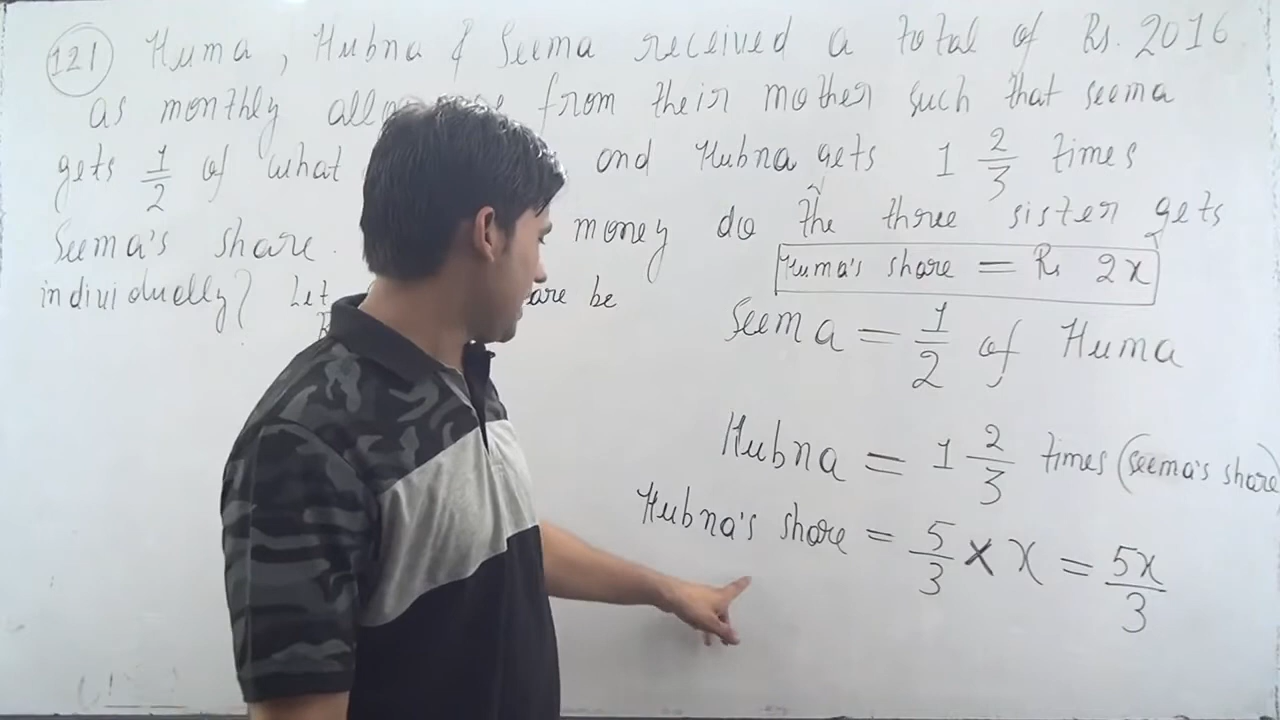 121 Huma, Hubna & Seema received a total of Rs. 2016
as monthly from their mother such that seema
gets 1/2 of what and Hubna gets 1 2/3 times
Seema's share. money do the three sister gets
individually? Let be
Huma's share = Rs 2x
Seema = 1/2 of Huma
Hubna = 1 2/3 times (seema's share)
Hubna's share = 5/3 × x = 5x/3